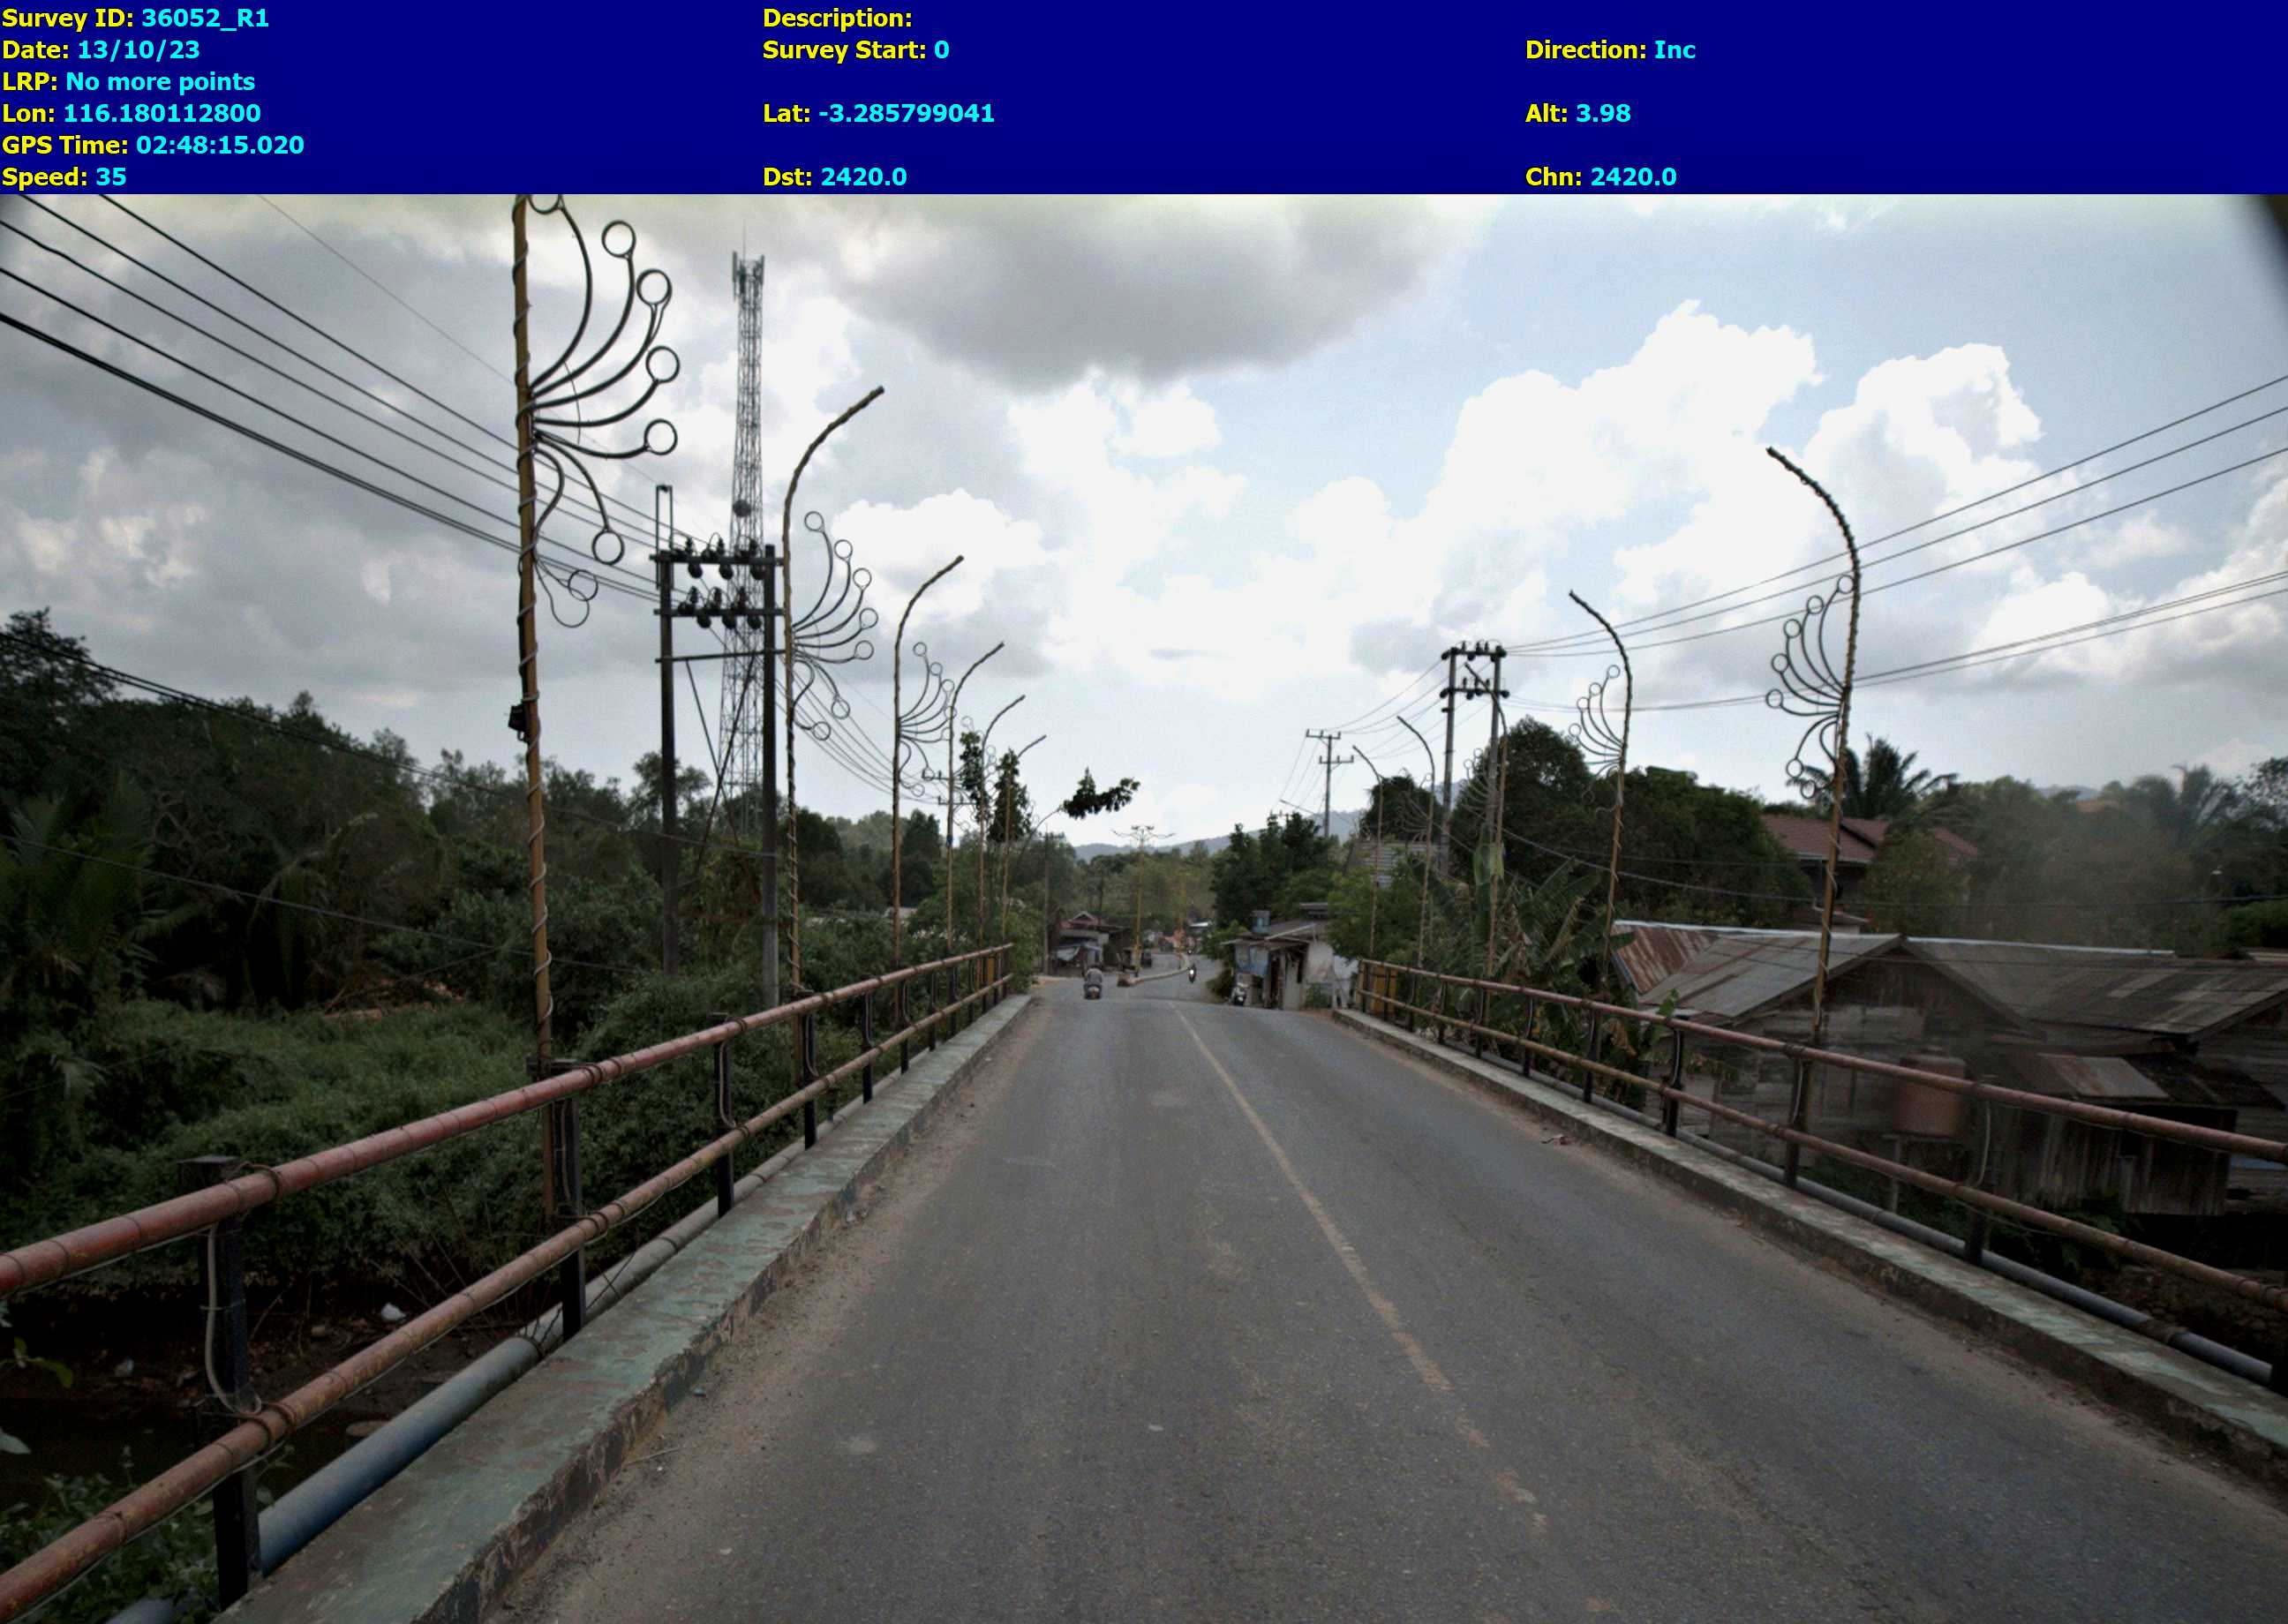 Survey ID: 36052_R1 Description:
Date: 13/10/23 Survey Start: 0 Direction: Inc
LRP: No more points
Lon: 116.180112800 Lat: -3.285799041 Alt: 3.98
GPS Time: 02:48:15.020
Speed: 35 Dst: 2420.0 Chn: 2420.0